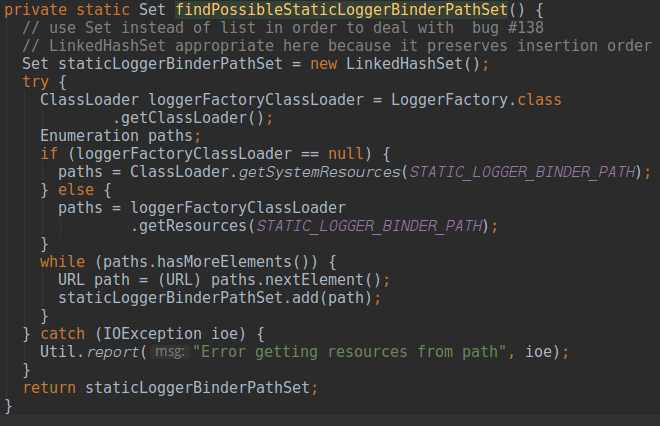 private static Set findPossibleStaticLoggerBinderPathSet() {
// use Set instead of list in order to deal with  bug #138
// LinkedHashSet appropriate here because it preserves insertion order
Set staticLoggerBinderPathSet = new LinkedHashSet();
try {
ClassLoader loggerFactoryClassLoader = LoggerFactory.class
.getClassLoader();
Enumeration paths;
if (loggerFactoryClassLoader == null) {
paths = ClassLoader.getSystemResources(STATIC_LOGGER_BINDER_PATH);
} else {
paths = loggerFactoryClassLoader
.getResources(STATIC_LOGGER_BINDER_PATH);
}
while (paths.hasMoreElements()) {
URL path = (URL) paths.nextElement();
staticLoggerBinderPathSet.add(path);
}
} catch (IOException ioe) {
Util.report( msg: "Error getting resources from path", ioe);
}
return staticLoggerBinderPathSet;
}